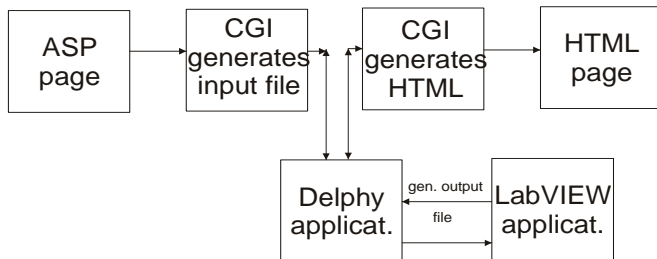 ASP
page
CGI
generates
input file
CGI
generates
HTML
HTML
page
Delphy
applicat.
gen. output
file
LabVIEW
applicat.